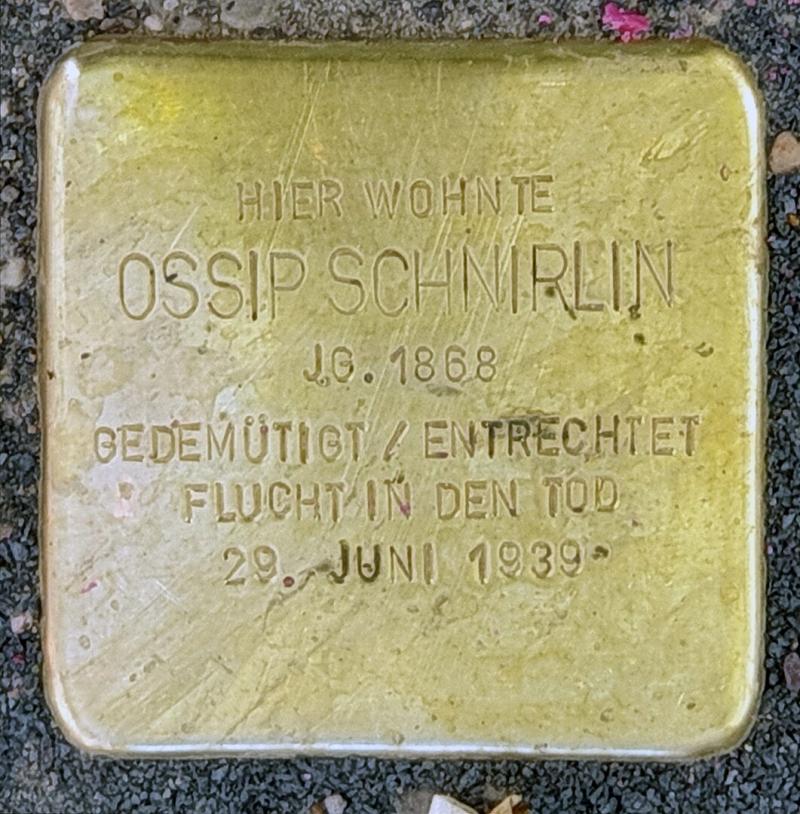 HIER WOHNTE
OSSIP SCHNIRLIN
JG. 1868
GEDEMÜTIGT / ENTRECHTET
FLUCHT IN DEN TOD
29. JUNI 1939